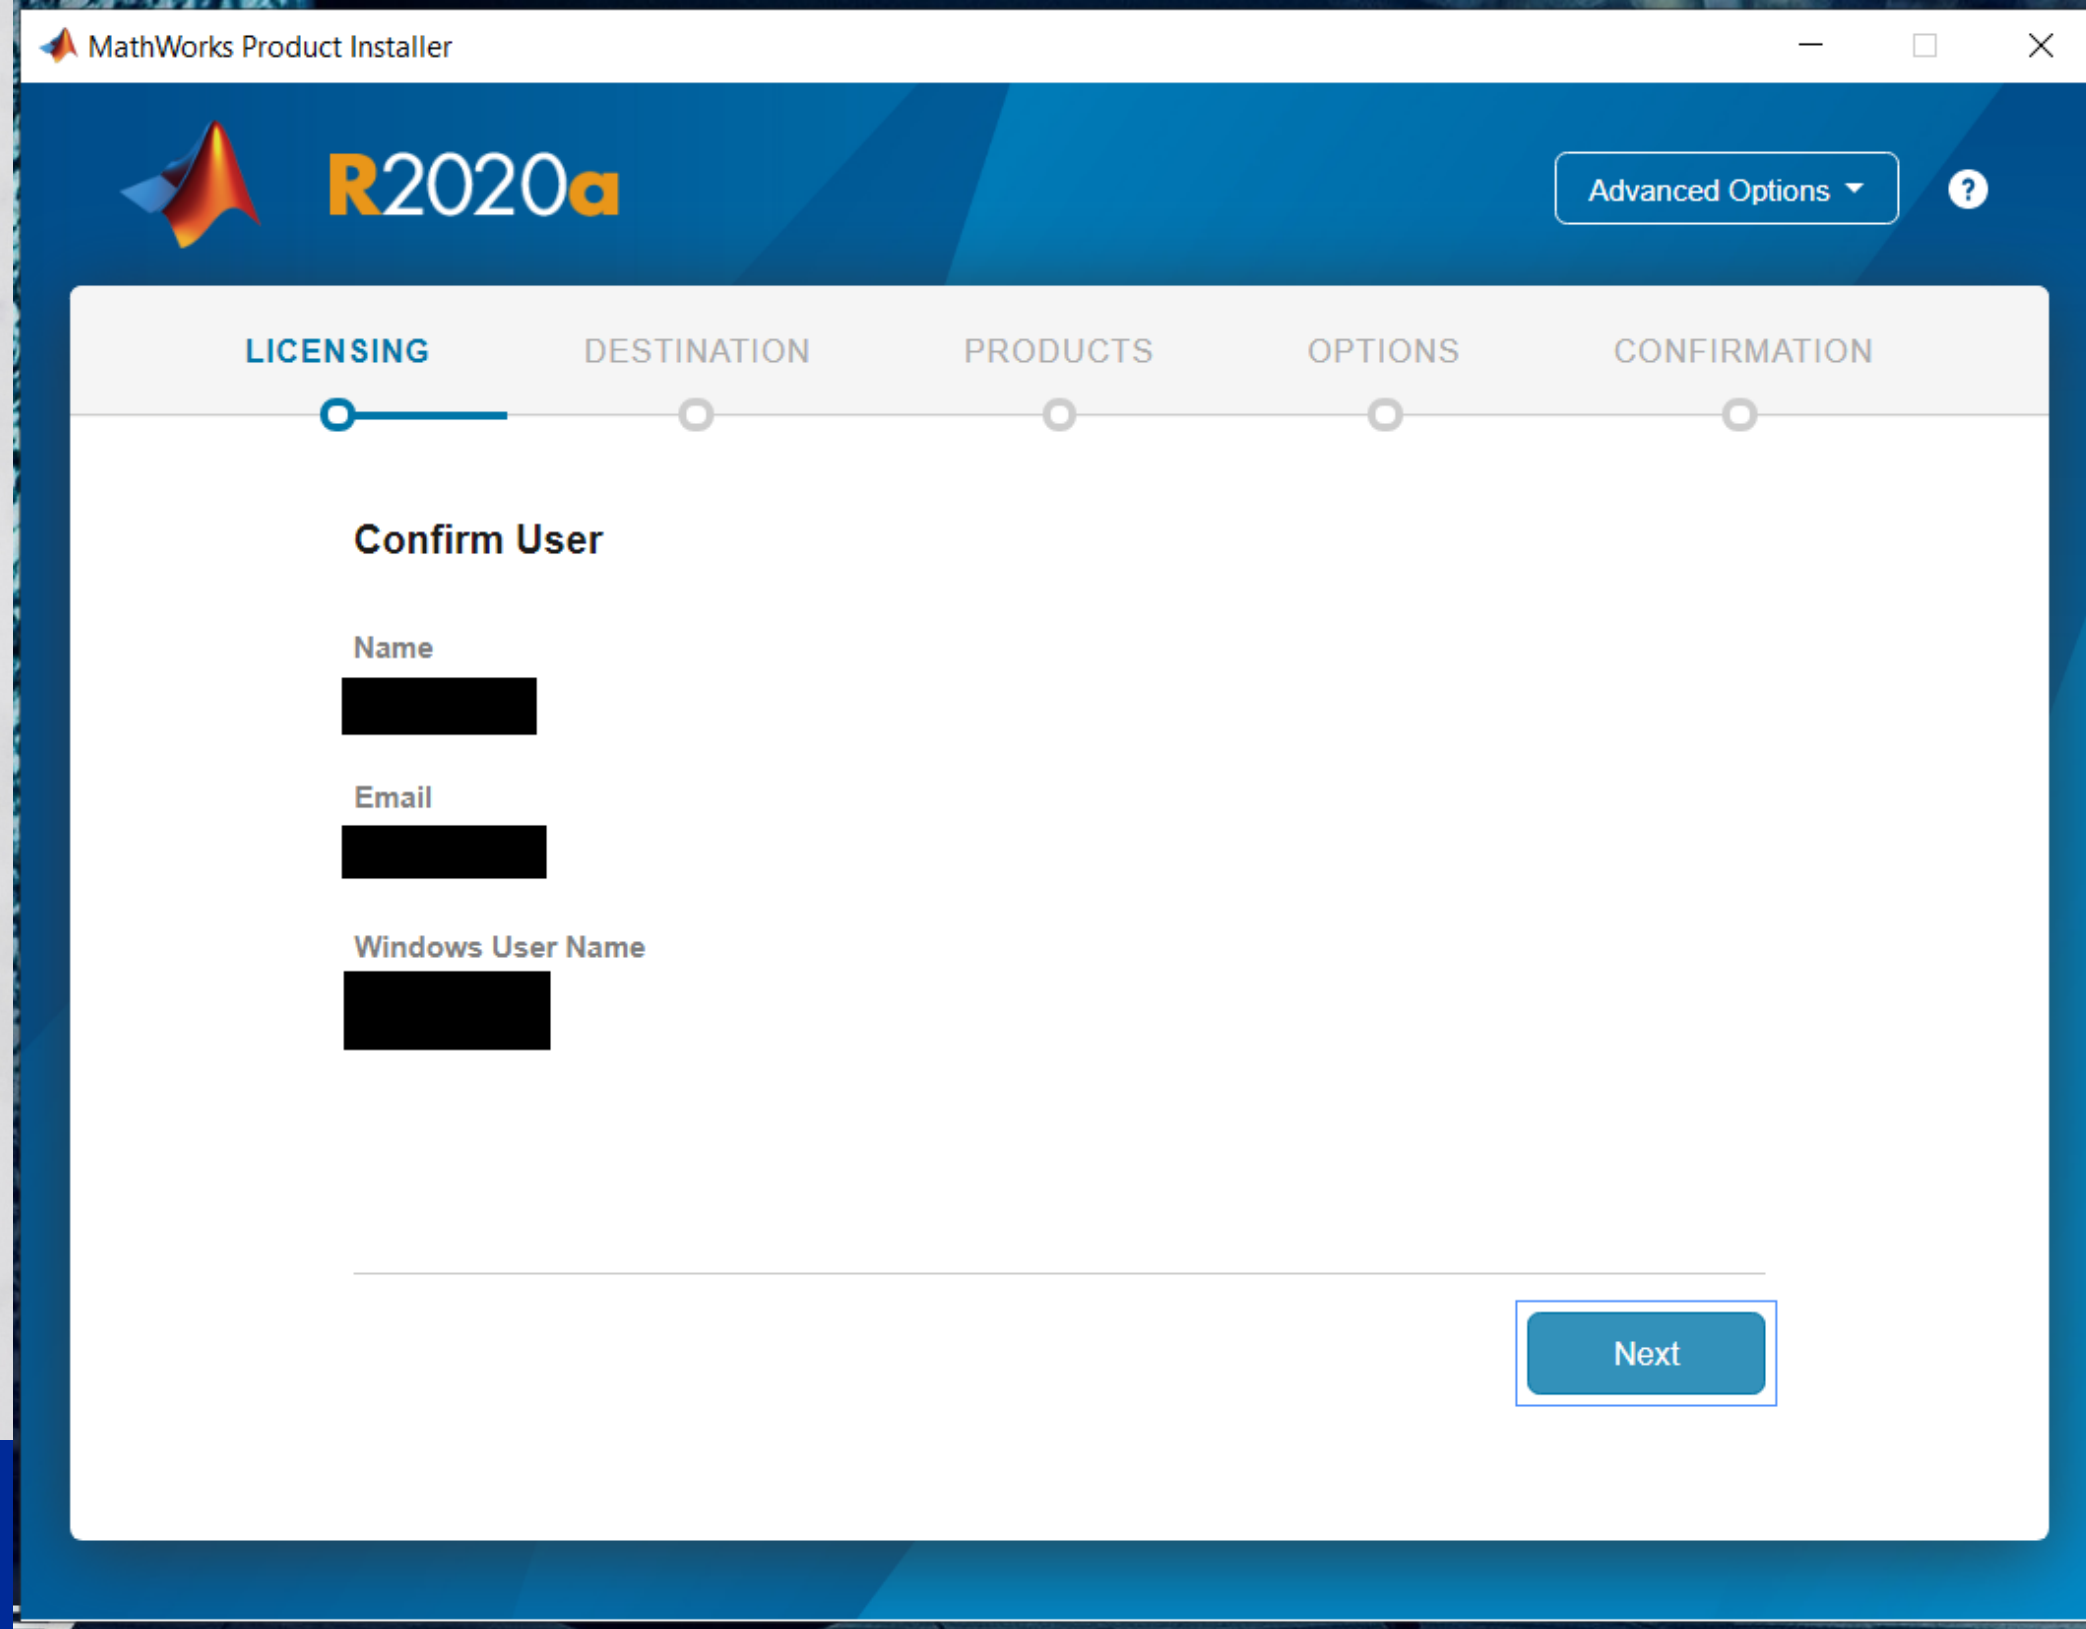 MathWorks Product Installer
R2020a
Advanced Options
?
LICENSING DESTINATION PRODUCTS OPTIONS CONFIRMATION
Confirm User
Name
Email
Windows User Name
Next